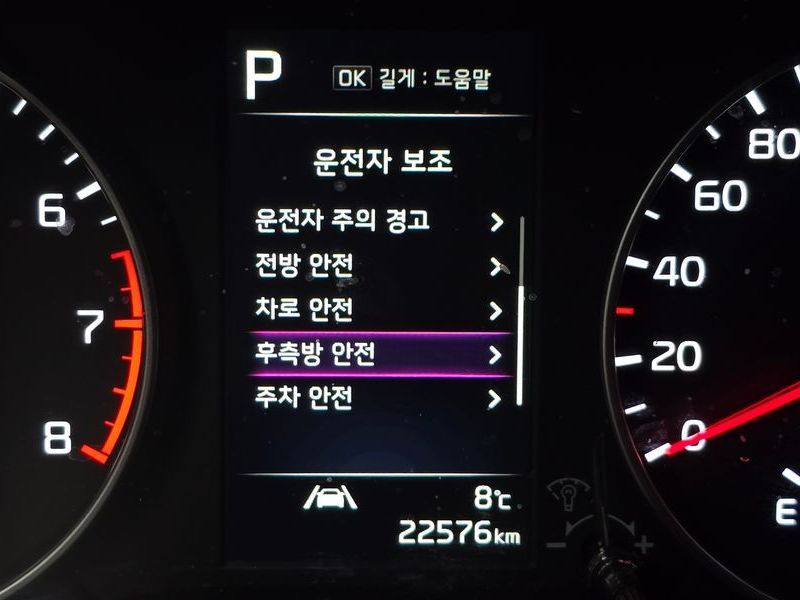 P OK 길게 : 도움말
운전자 보조
운전자 주의 경고
전방 안전
차로 안전
후측방 안전
주차 안전
8℃
22576km
6
7
8
80
60
40
20
0
E